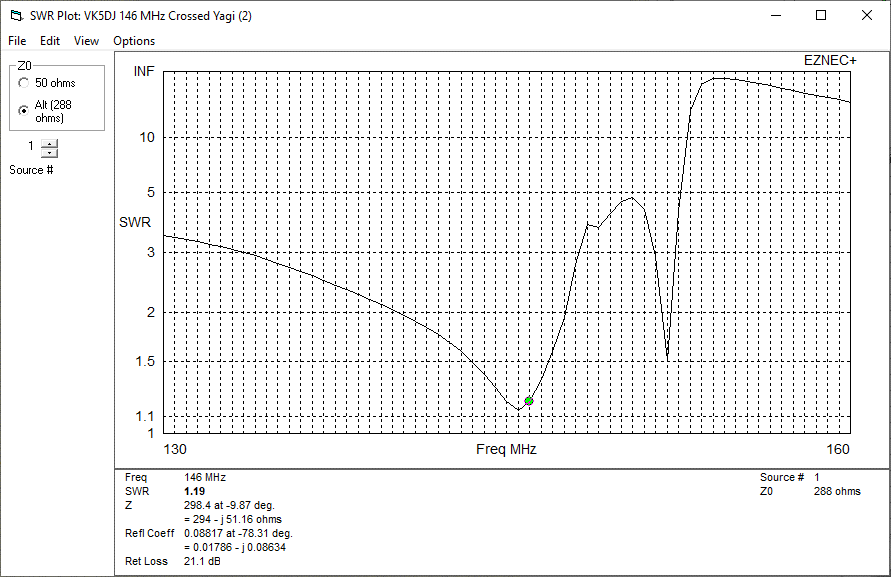 SWR Plot: VK5DJ 146 MHz Crossed Yagi (2)
File Edit View Options
Z0
50 ohms
Alt (288
ohms)
1
Source #
EZNEC+
INF
10
5
SWR
3
2
1.5
1.1
1
130 Freq MHz 160
Freq 146 MHz Source # 1
SWR 1.19 Z0 288 ohms
Z 298.4 at -9.87 deg.
= 294 - j 51.16 ohms
Refl Coeff 0.08817 at -78.31 deg.
= 0.01786 - j 0.08634
Ret Loss 21.1 dB